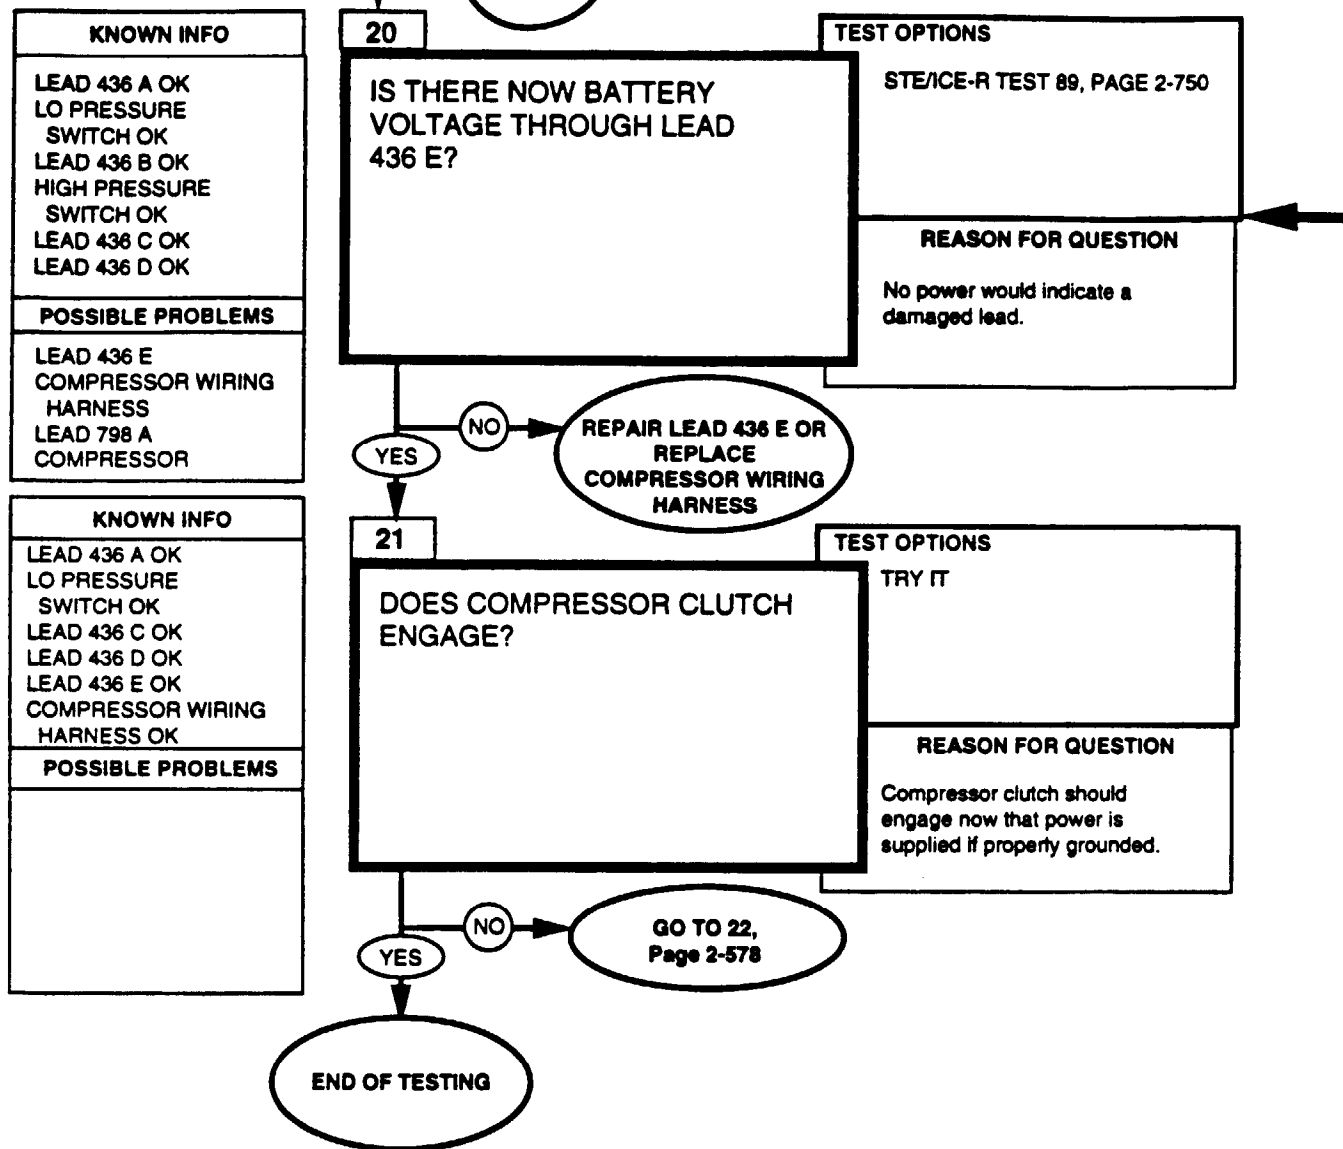 KNOWN INFO
LEAD 436 A OK
LO PRESSURE
SWITCH OK
LEAD 436 B OK
HIGH PRESSURE
SWITCH OK
LEAD 436 C OK
LEAD 436 D OK
POSSIBLE PROBLEMS
LEAD 436 E
COMPRESSOR WIRING
HARNESS
LEAD 798 A
COMPRESSOR
20
IS THERE NOW BATTERY
VOLTAGE THROUGH LEAD
436 E?
TEST OPTIONS
STE/ICE-R TEST 89, PAGE 2-750
REASON FOR QUESTION
No power would indicate a
damaged lead.
NO
REPAIR LEAD 436 E OR
REPLACE
COMPRESSOR WIRING
HARNESS
YES
KNOWN INFO
LEAD 436 A OK
LO PRESSURE
SWITCH OK
LEAD 436 C OK
LEAD 436 D OK
LEAD 436 E OK
COMPRESSOR WIRING
HARNESS OK
POSSIBLE PROBLEMS
21
DOES COMPRESSOR CLUTCH
ENGAGE?
TEST OPTIONS
TRY IT
REASON FOR QUESTION
Compressor clutch should
engage now that power is
supplied if properly grounded.
NO
GO TO 22,
Page 2-578
YES
END OF TESTING